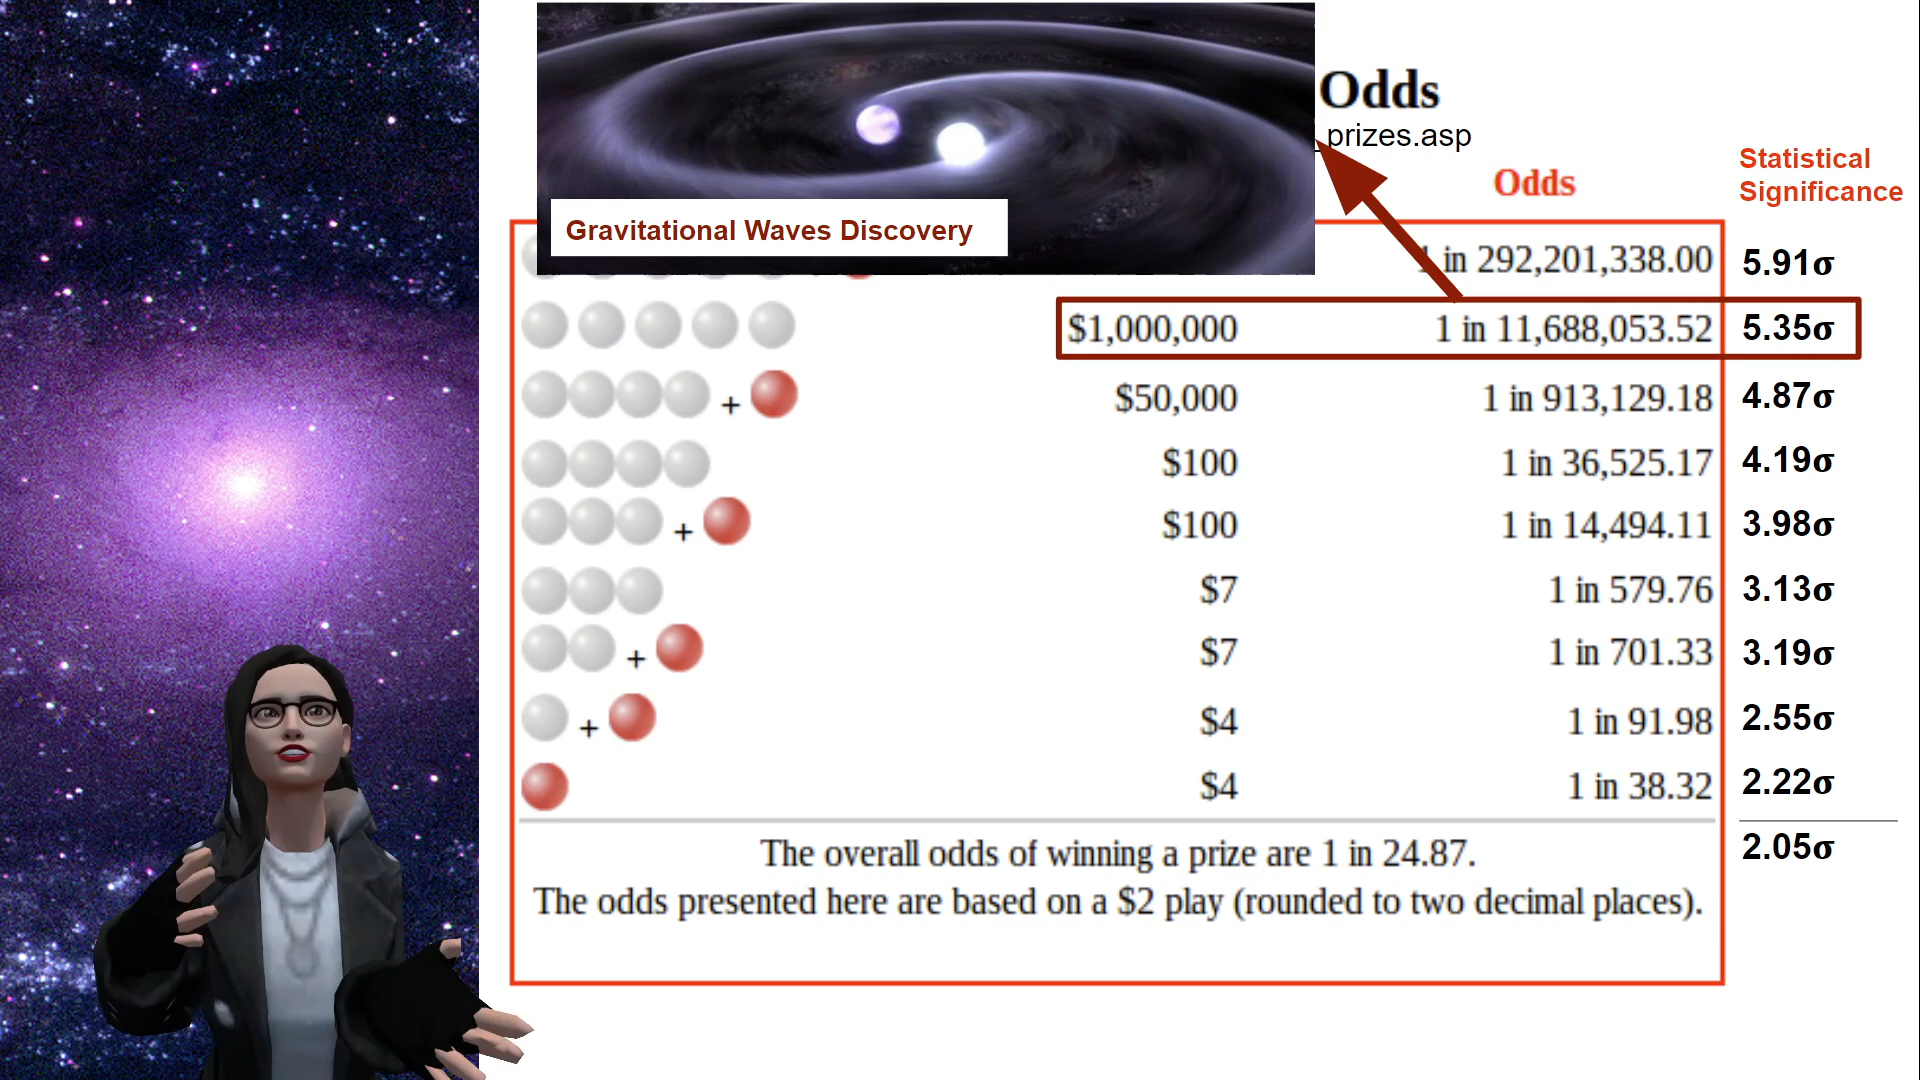 Odds
_prizes.asp
Statistical
Significance
Odds
Gravitational Waves Discovery
1 in 292,201,338.00 5.91σ
$1,000,000 1 in 11,688,053.52 5.35σ
+ $50,000 1 in 913,129.18 4.87σ
$100 1 in 36,525.17 4.19σ
+ $100 1 in 14,494.11 3.98σ
$7 1 in 579.76 3.13σ
+ $7 1 in 701.33 3.19σ
+ $4 1 in 91.98 2.55σ
$4 1 in 38.32 2.22σ
The overall odds of winning a prize are 1 in 24.87. 2.05σ
The odds presented here are based on a $2 play (rounded to two decimal places).